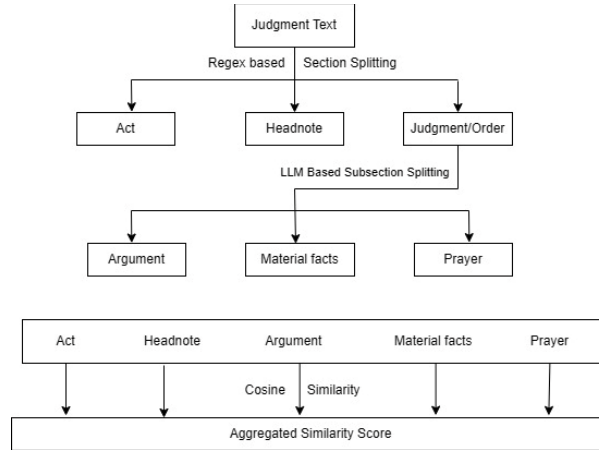 Judgment Text
Regex based Section Splitting
Act Headnote Judgment/Order
LLM Based Subsection Splitting
Argument Material facts Prayer
Act Headnote Argument Material facts Prayer
Cosine Similarity
Aggregated Similarity Score